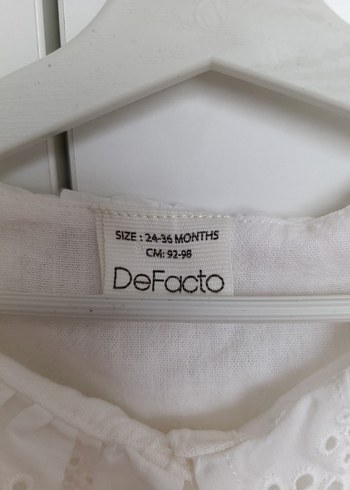 SIZE : 24-36 MONTHS
CM: 92-98
DeFacto